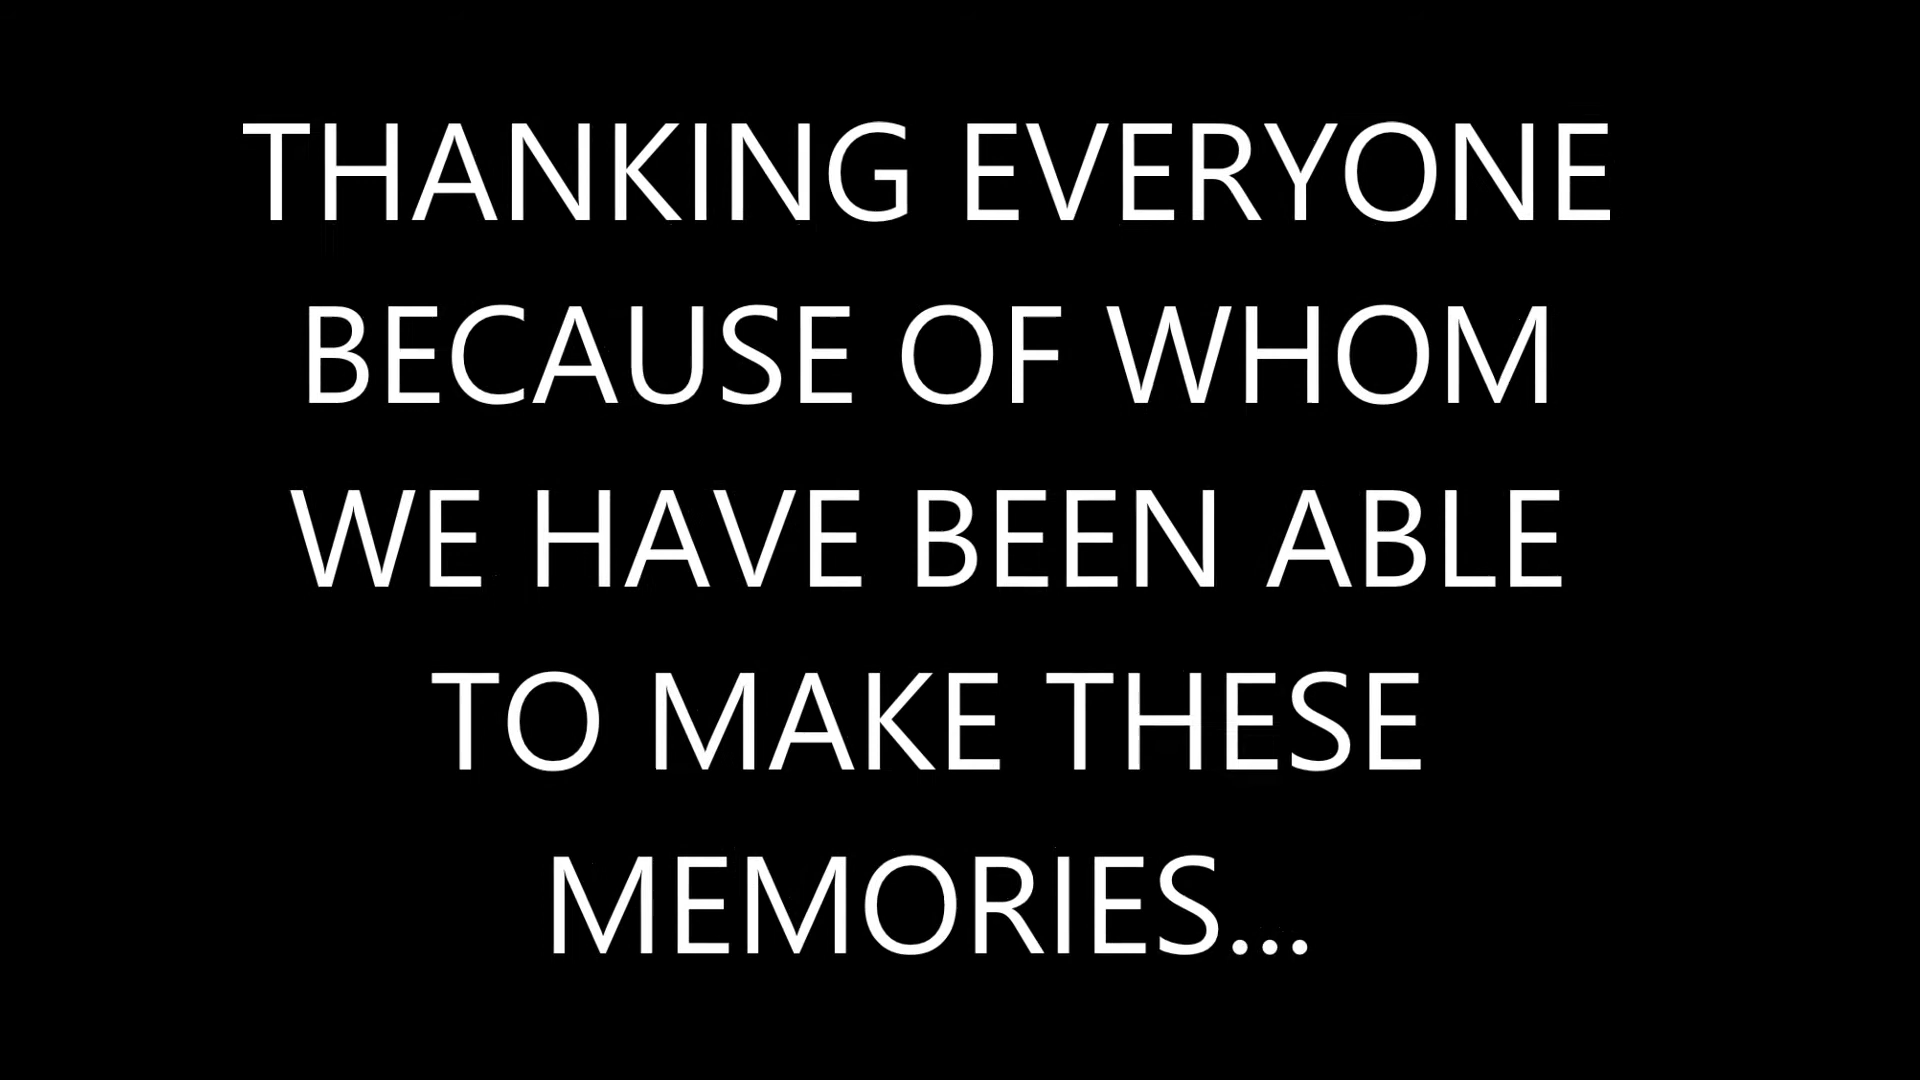 THANKING EVERYONE
BECAUSE OF WHOM
WE HAVE BEEN ABLE
TO MAKE THESE
MEMORIES...